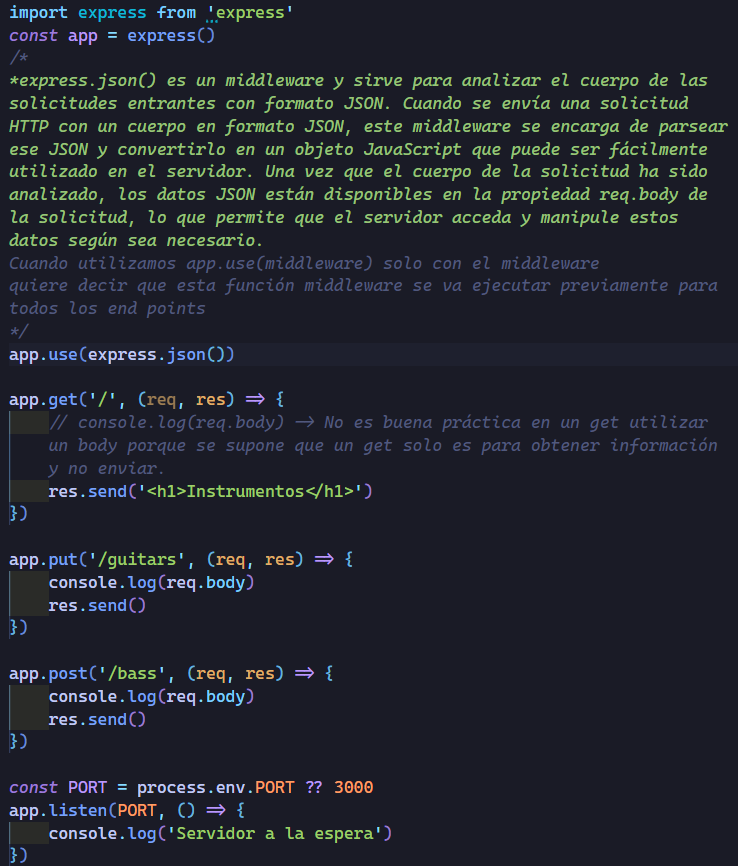 import express from 'express'
const app = express()
/*
*express.json() es un middleware y sirve para analizar el cuerpo de las
solicitudes entrantes con formato JSON. Cuando se envía una solicitud
HTTP con un cuerpo en formato JSON, este middleware se encarga de parsear
ese JSON y convertirlo en un objeto JavaScript que puede ser fácilmente
utilizado en el servidor. Una vez que el cuerpo de la solicitud ha sido
analizado, los datos JSON están disponibles en la propiedad req.body de
la solicitud, lo que permite que el servidor acceda y manipule estos
datos según sea necesario.
Cuando utilizamos app.use(middleware) solo con el middleware
quiere decir que esta función middleware se va ejecutar previamente para
todos los end points
*/
app.use(express.json())

app.get('/', (req, res) => {
    // console.log(req.body) -> No es buena práctica en un get utilizar
    un body porque se supone que un get solo es para obtener información
    y no enviar.
    res.send('<h1>Instrumentos</h1>')
})

app.put('/guitars', (req, res) => {
    console.log(req.body)
    res.send()
})

app.post('/bass', (req, res) => {
    console.log(req.body)
    res.send()
})

const PORT = process.env.PORT ?? 3000
app.listen(PORT, () => {
    console.log('Servidor a la espera')
})